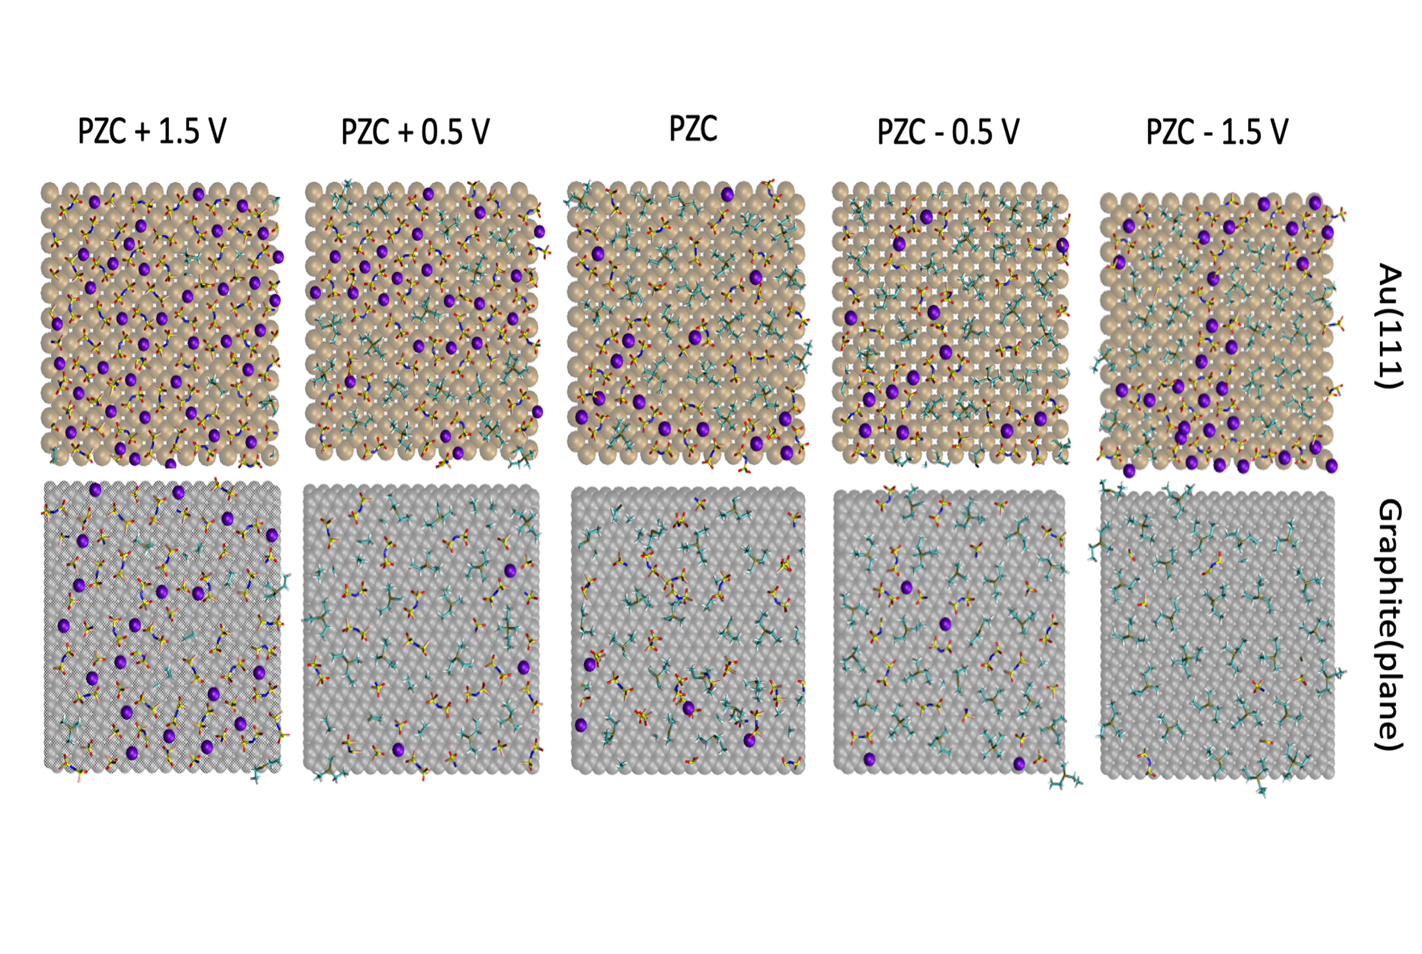 PZC + 1.5 V
PZC + 0.5 V
PZC
PZC - 0.5 V
PZC - 1.5 V
Au(111)
Graphite(plane)